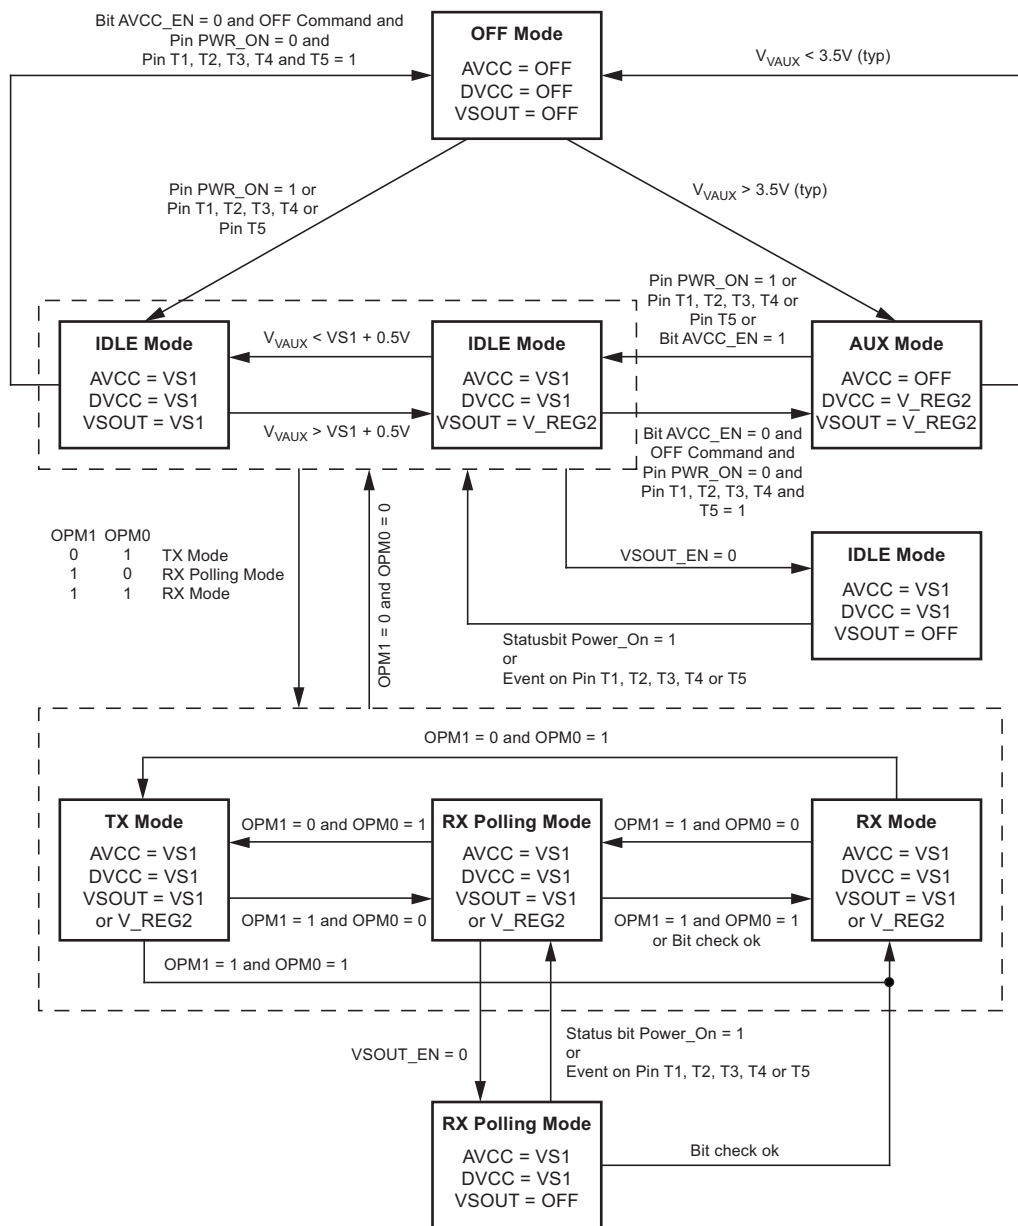 Bit AVCC_EN = 0 and OFF Command and
Pin PWR_ON = 0 and
Pin T1, T2, T3, T4 and T5 = 1
OFF Mode
AVCC = OFF
DVCC = OFF
VSOUT = OFF
VVAUX < 3.5V (typ)
Pin PWR_ON = 1 or
Pin T1, T2, T3, T4 or
Pin T5
VVAUX > 3.5V (typ)
IDLE Mode
AVCC = VS1
DVCC = VS1
VSOUT = VS1
VVAUX < VS1 + 0.5V
VVAUX > VS1 + 0.5V
IDLE Mode
AVCC = VS1
DVCC = VS1
VSOUT = V_REG2
Pin PWR_ON = 1 or
Pin T1, T2, T3, T4 or
Pin T5 or
Bit AVCC_EN = 1
AUX Mode
AVCC = OFF
DVCC = V_REG2
VSOUT = V_REG2
Bit AVCC_EN = 0 and
OFF Command and
Pin PWR_ON = 0 and
Pin T1, T2, T3, T4 and
T5 = 1
OPM1 OPM0
0 1 TX Mode
1 0 RX Polling Mode
1 1 RX Mode
OPM1 = 0 and OPM0 = 0
VSOUT_EN = 0
IDLE Mode
AVCC = VS1
DVCC = VS1
VSOUT = OFF
Statusbit Power_On = 1
or
Event on Pin T1, T2, T3, T4 or T5
OPM1 = 0 and OPM0 = 1
TX Mode
AVCC = VS1
DVCC = VS1
VSOUT = VS1
or V_REG2
OPM1 = 0 and OPM0 = 1
OPM1 = 1 and OPM0 = 0
RX Polling Mode
AVCC = VS1
DVCC = VS1
VSOUT = VS1
or V_REG2
OPM1 = 1 and OPM0 = 0
OPM1 = 1 and OPM0 = 1
or Bit check ok
RX Mode
AVCC = VS1
DVCC = VS1
VSOUT = VS1
or V_REG2
OPM1 = 1 and OPM0 = 1
VSOUT_EN = 0
Status bit Power_On = 1
or
Event on Pin T1, T2, T3, T4 or T5
RX Polling Mode
AVCC = VS1
DVCC = VS1
VSOUT = OFF
Bit check ok